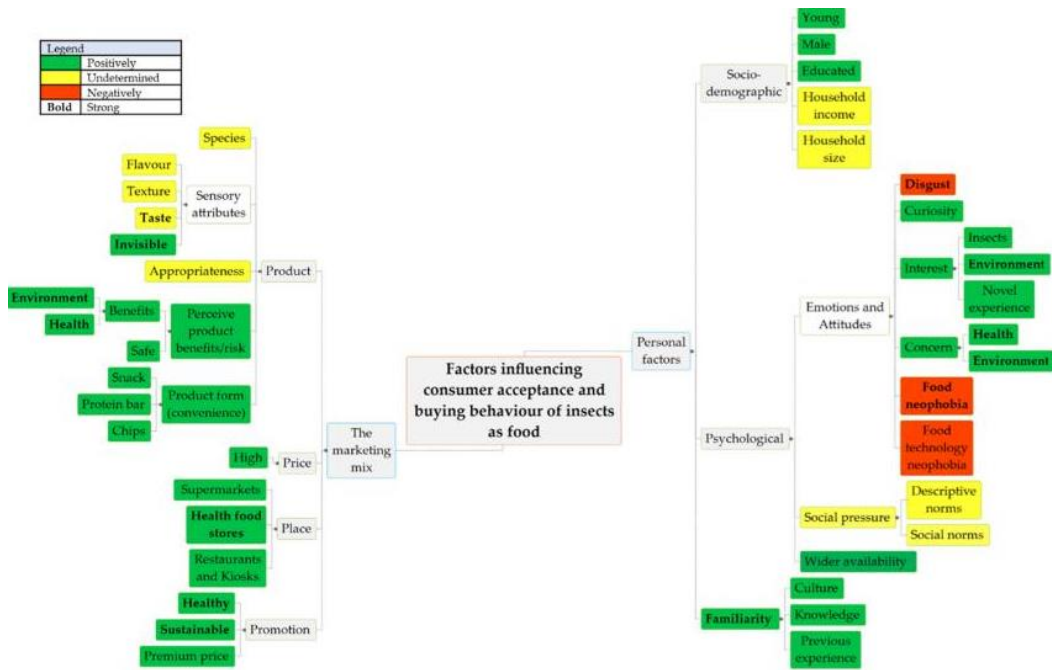 Legend
Positively
Undetermined
Negatively
Bold Strong
Species
Flavour
Texture
Taste
Invisible
Sensory
attributes
Appropriateness
Product
Environment
Health
Benefits
Safe
Perceive
product
benefits/risk
Snack
Protein bar
Chips
Product form
(convenience)
High
Price
Supermarkets
Health food
stores
Restaurants
and Kiosks
Place
Healthy
Sustainable
Premium price
Promotion
The
marketing
mix
Factors influencing
consumer acceptance and
buying behaviour of insects
as food
Personal
factors
Socio-
demographic
Young
Male
Educated
Household
income
Household
size
Psychological
Emotions and
Attitudes
Disgust
Curiosity
Interest
Insects
Environment
Novel
experience
Concern
Health
Environment
Food
neophobia
Food
technology
neophobia
Social pressure
Descriptive
norms
Social norms
Wider availability
Familiarity
Culture
Knowledge
Previous
experience